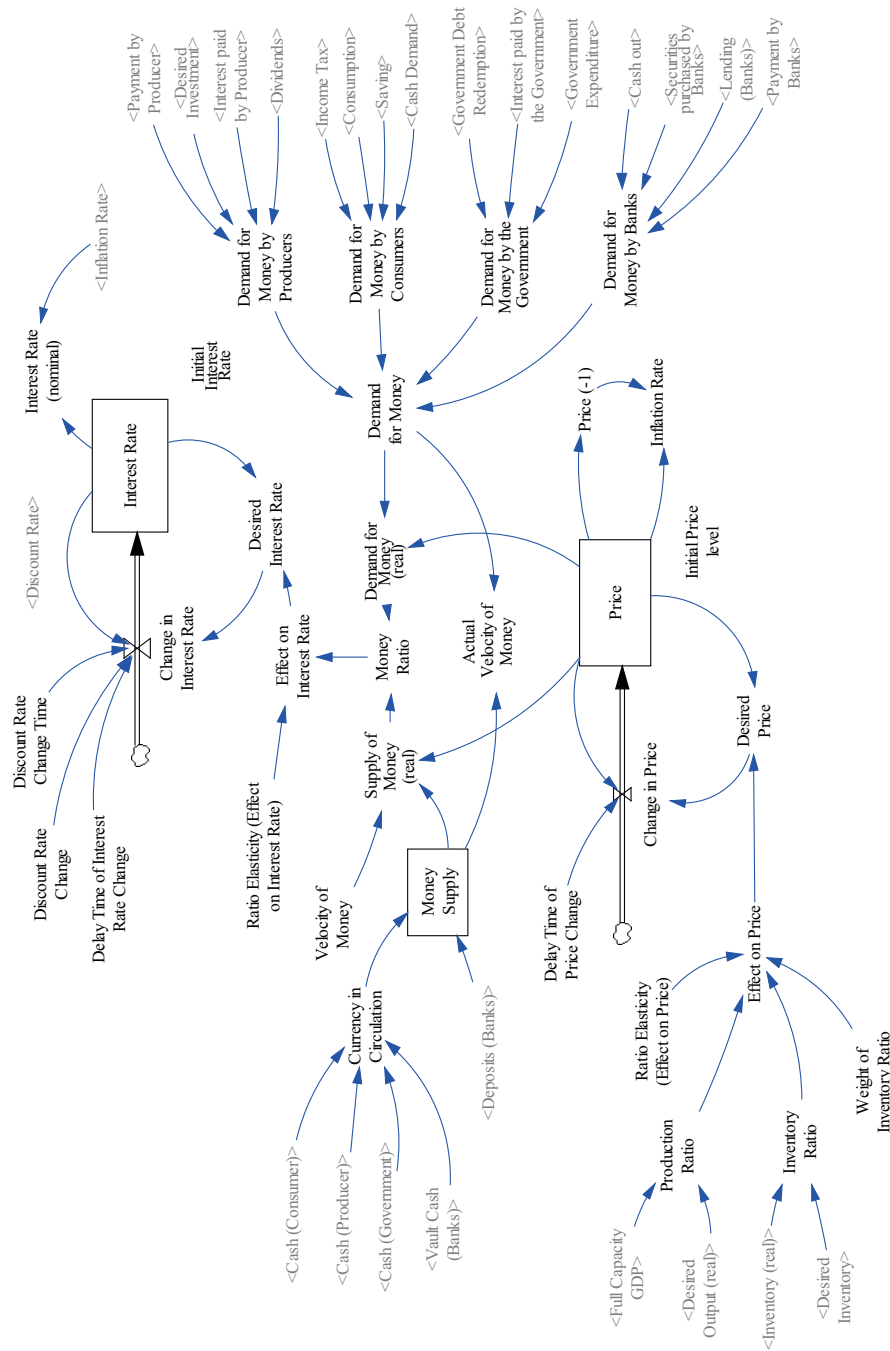 <Discount Rate>
<Inflation Rate>
Interest Rate
(nominal)
Discount Rate
Change Time
Discount Rate
Change
Delay Time of Interest
Rate Change
Change in
Interest Rate
Interest Rate
Initial
Interest
Rate
Desired
Interest Rate
Effect on
Interest Rate
Ratio Elasticity (Effect
on Interest Rate)
<Payment by
Producer>
<Desired
Investment>
<Interest paid
by Producer>
<Dividends>
Demand for
Money by
Producers
<Income Tax>
<Consumption>
<Saving>
<Cash Demand>
Demand for
Money by
Consumers
<Government Debt
Redemption>
<Interest paid by
the Government>
<Government
Expenditure>
Demand for
Money by the
Government
<Cash out>
<Securities
purchased by
Banks>
<Lending
(Banks)>
<Payment by
Banks>
Demand for
Money by Banks
Demand
for Money
Demand for
Money
(real)
Money
Ratio
Supply of
Money
(real)
Velocity of
Money
Money
Supply
Actual
Velocity of
Money
<Cash (Consumer)>
<Cash (Producer)>
<Cash (Government)>
<Vault Cash
(Banks)>
Currency in
Circulation
<Deposits (Banks)>
Price (-1)
Inflation Rate
Price
Initial Price
level
Delay Time of
Price Change
Change in Price
Desired
Price
Ratio Elasticity
(Effect on Price)
Effect on Price
<Full Capacity
GDP>
<Desired
Output (real)>
Production
Ratio
<Inventory (real)>
<Desired
Inventory>
Inventory
Ratio
Weight of
Inventory Ratio